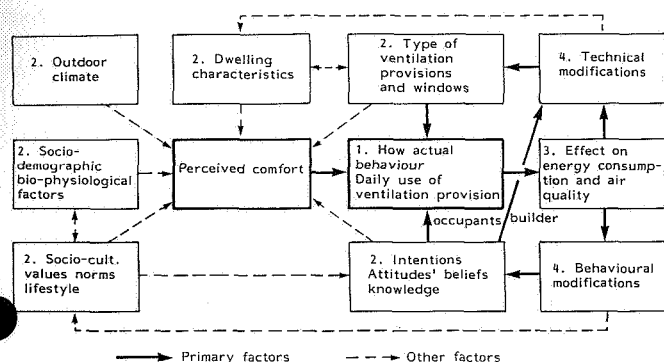 2. Outdoor
climate
2. Dwelling
characteristics
2. Type of
ventilation
provisions
and windows
4. Technical
modifications
2. Socio-
demographic
bio-physiological
factors
Perceived comfort
1. How actual
behaviour
Daily use of
ventilation provision
3. Effect on
energy consump-
tion and air
quality
occupants
builder
2. Socio-cult.
values norms
lifestyle
2. Intentions
Attitudes' beliefs
knowledge
4. Behavioural
modifications
Primary factors
Other factors